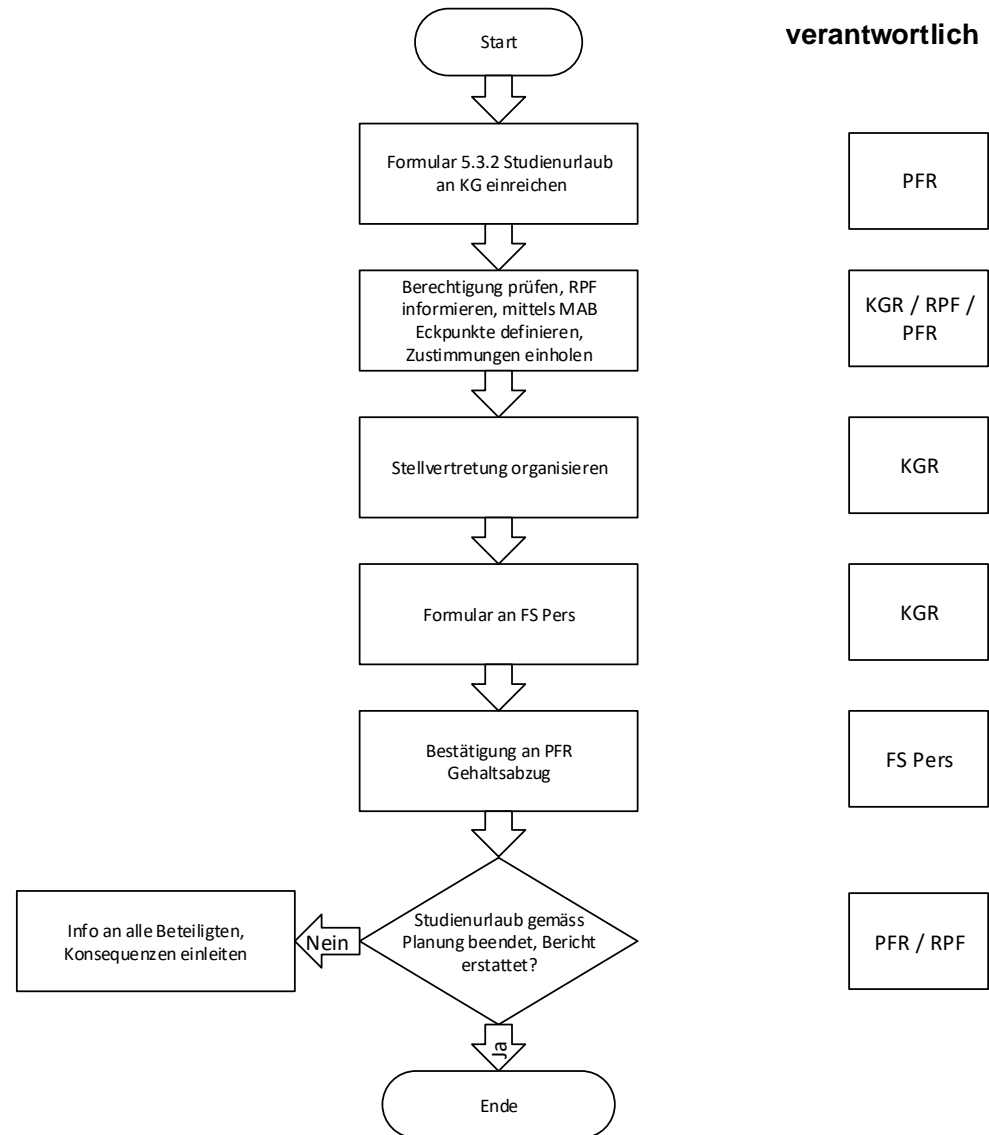 Start
verantwortlich
Formular 5.3.2 Studienurlaub
an KG einreichen
PFR
Berechtigung prüfen, RPF
informieren, mittels MAB
Eckpunkte definieren,
Zustimmungen einholen
KGR / RPF /
PFR
Stellvertretung organisieren
KGR
Formular an FS Pers
KGR
Bestätigung an PFR
Gehaltsabzug
FS Pers
Studienurlaub gemäss
Planung beendet, Bericht
erstattet?
Nein
Info an alle Beteiligten,
Konsequenzen einleiten
PFR / RPF
Ja
Ende